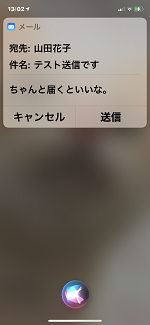 13:02
メール
宛先: 山田花子
件名: テスト送信です
ちゃんと届くといいな。
キャンセル
送信